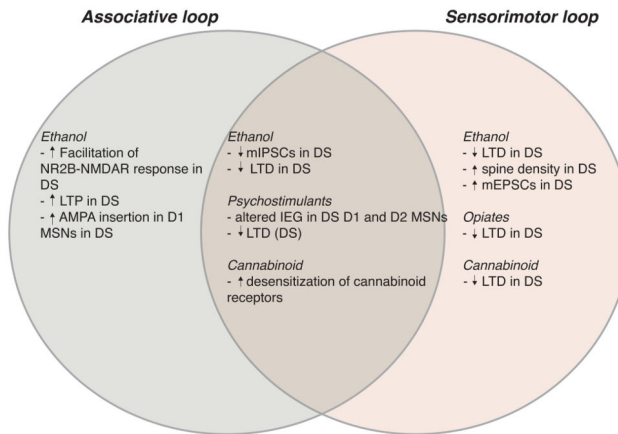 Associative loop
Sensorimotor loop
Ethanol
- ↑ Facilitation of
NR2B-NMDAR response in
DS
- ↑ LTP in DS
- ↑ AMPA insertion in D1
MSNs in DS
Ethanol
- ↓ mIPSCs in DS
- ↓ LTD in DS
Psychostimulants
- altered IEG in DS D1 and D2 MSNs
- ↓ LTD (DS)
Cannabinoid
- ↑ desensitization of cannabinoid
receptors
Ethanol
- ↓ LTD in DS
- ↑ spine density in DS
- ↑ mEPSCs in DS
Opiates
- ↓ LTD in DS
Cannabinoid
- ↓ LTD in DS